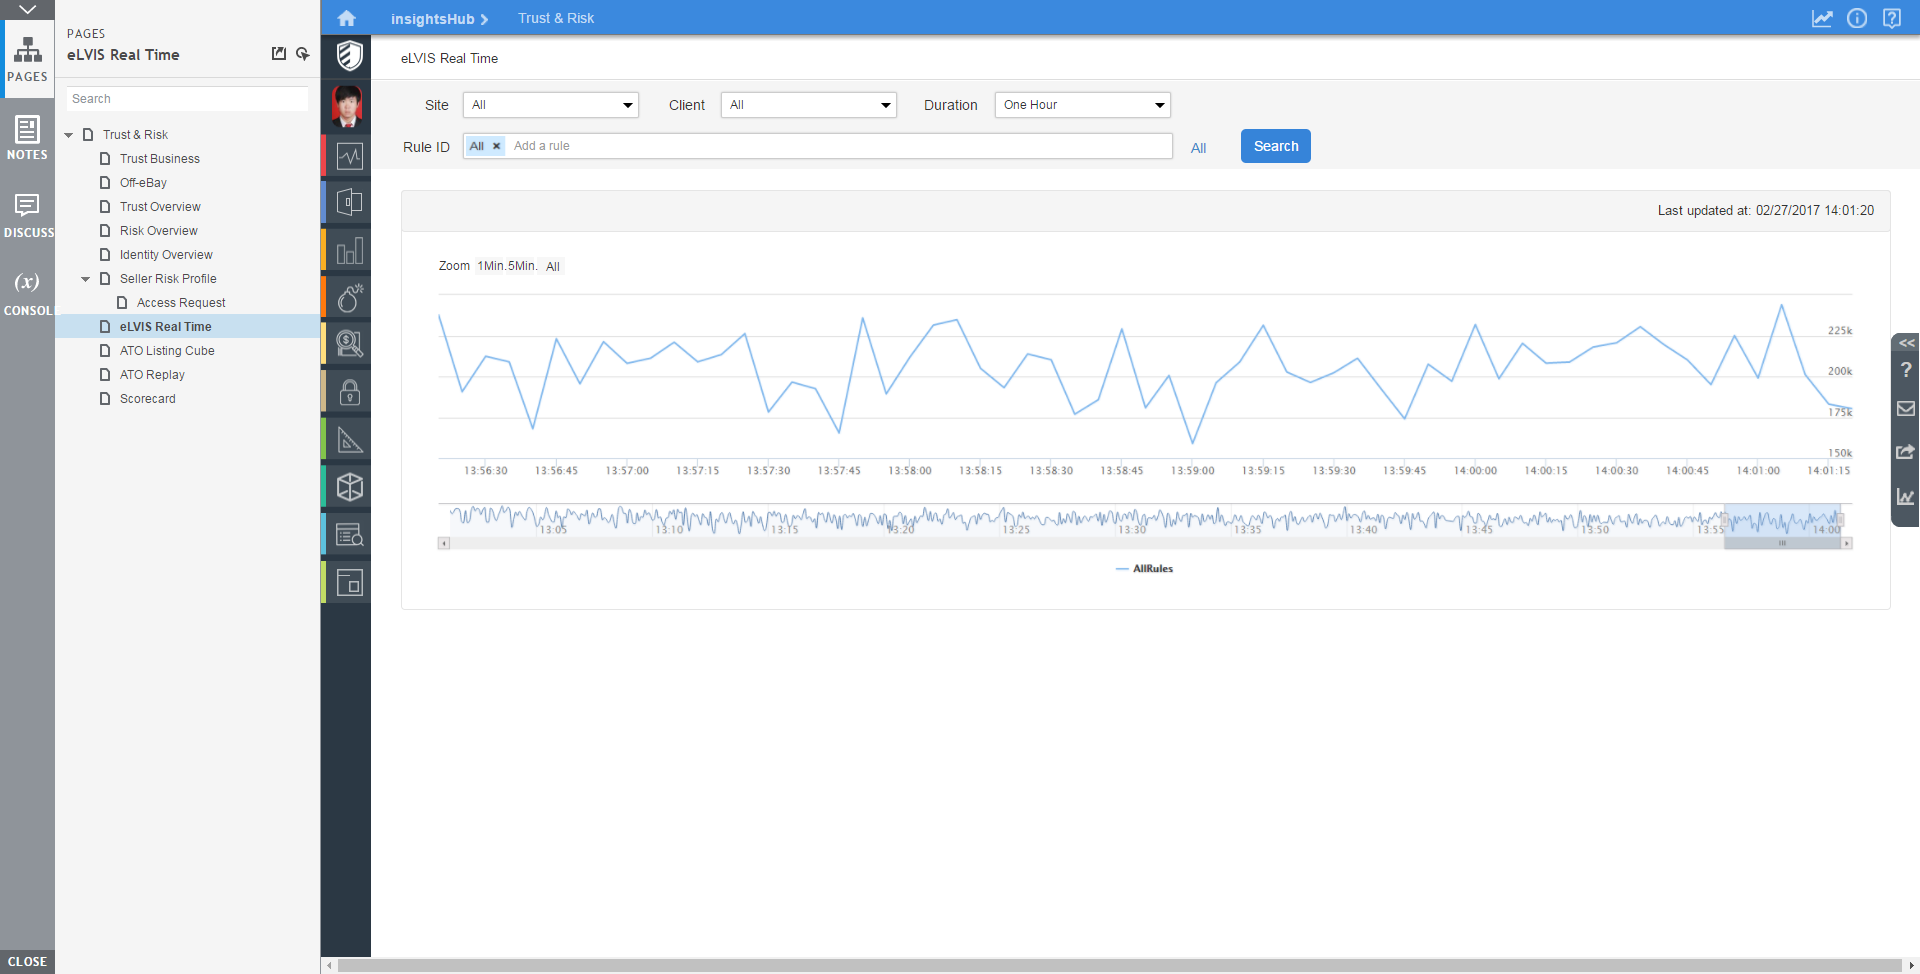 PAGES
NOTES
DISCUSS
(x)
CONSOLE
CLOSE
PAGES
eLVIS Real Time
Search
Trust & Risk
Trust Business
Off-eBay
Trust Overview
Risk Overview
Identity Overview
Seller Risk Profile
Access Request
eLVIS Real Time
ATO Listing Cube
ATO Replay
Scorecard
insightsHub Trust & Risk
eLVIS Real Time
Site All Client All Duration One Hour
Rule ID All × Add a rule All Search
Last updated at: 02/27/2017 14:01:20
Zoom 1Min. 5Min. All
225k
200k
175k
150k
13:56:30 13:56:45 13:57:00 13:57:15 13:57:30 13:57:45 13:58:00 13:58:15 13:58:30 13:58:45 13:59:00 13:59:15 13:59:30 13:59:45 14:00:00 14:00:15 14:00:30 14:00:45 14:01:00 14:01:15
13:05 13:10 13:15 13:20 13:25 13:30 13:35 13:40 13:45 13:50 13:55 14:00
AllRules
<<
?